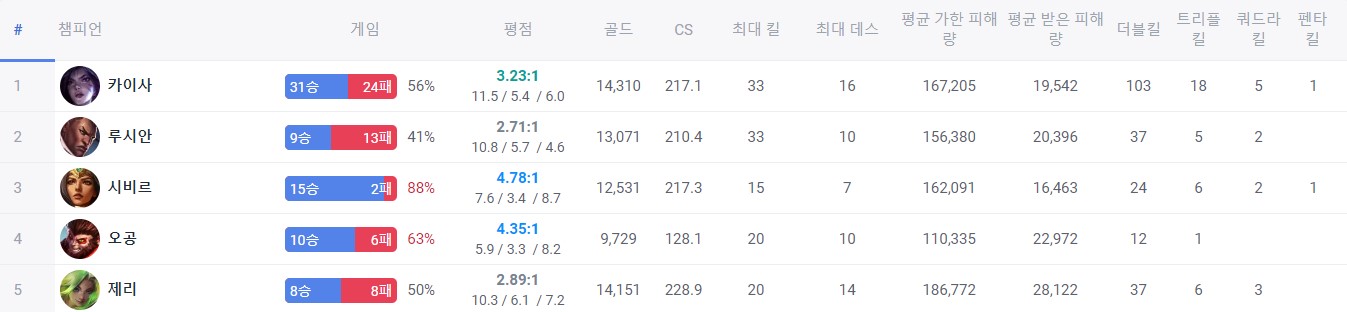 # 챔피언 게임 평점 골드 CS 최대 킬 최대 데스 평균 가한 피해량 평균 받은 피해량 더블킬 트리플킬 쿼드라킬 펜타킬
1 카이사 31승 24패 56% 3.23:1 14,310 217.1 33 16 167,205 19,542 103 18 5 1
11.5 / 5.4 / 6.0
2 루시안 9승 13패 41% 2.71:1 13,071 210.4 33 10 156,380 20,396 37 5 2
10.8 / 5.7 / 4.6
3 시비르 15승 2패 88% 4.78:1 12,531 217.3 15 7 162,091 16,463 24 6 2 1
7.6 / 3.4 / 8.7
4 오공 10승 6패 63% 4.35:1 9,729 128.1 20 10 110,335 22,972 12 1
5.9 / 3.3 / 8.2
5 제리 8승 8패 50% 2.89:1 14,151 228.9 20 14 186,772 28,122 37 6 3
10.3 / 6.1 / 7.2